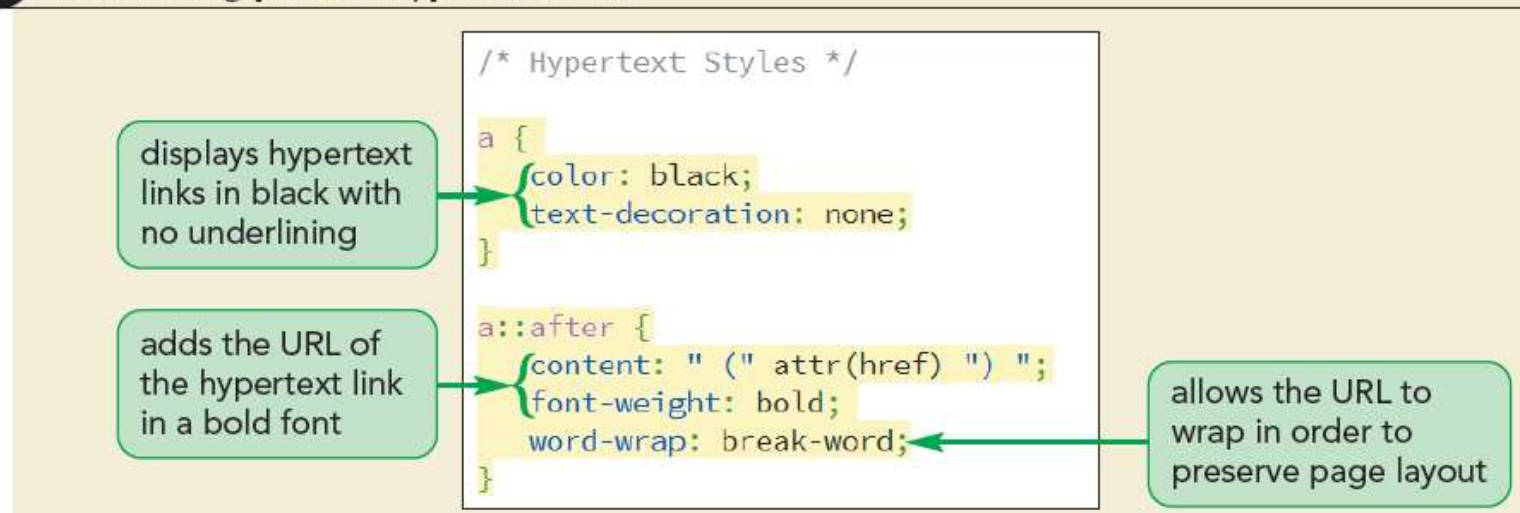 /* Hypertext Styles */
displays hypertext
links in black with
no underlining
a {
color: black;
text-decoration: none;
}
adds the URL of
the hypertext link
in a bold font
a::after {
content: " (" attr(href) ") ";
font-weight: bold;
word-wrap: break-word;
}
allows the URL to
wrap in order to
preserve page layout